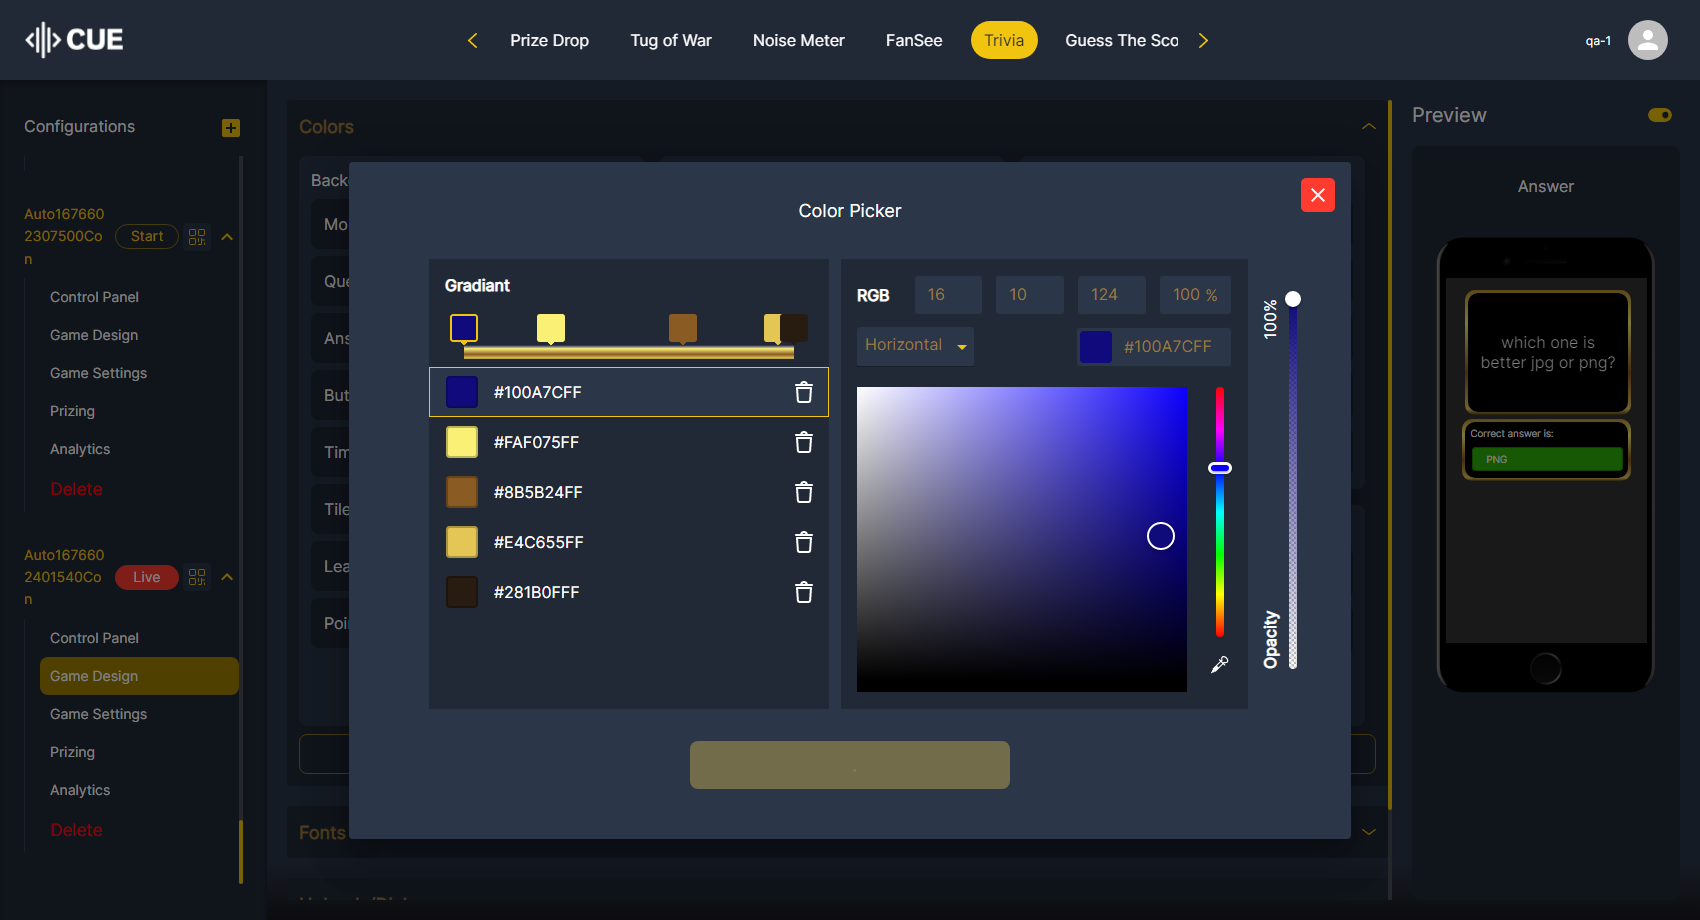 CUE
Prize Drop
Tug of War
Noise Meter
FanSee
Trivia
Guess The Sco
qa-1
Configurations
Auto167660
2307500Co
n
Start
Control Panel
Game Design
Game Settings
Prizing
Analytics
Delete
Auto167660
2401540Co
n
Live
Control Panel
Game Design
Game Settings
Prizing
Analytics
Delete
Colors
Back
Mo
Que
Ans
But
Tim
Tile
Lea
Poi
Fonts
Color Picker
Gradiant
#100A7CFF
#FAF075FF
#8B5B24FF
#E4C655FF
#281B0FFF
RGB
16
10
124
100 %
Horizontal
#100A7CFF
100%
Opacity
Preview
Answer
which one is
better jpg or png?
Correct answer is:
PNG